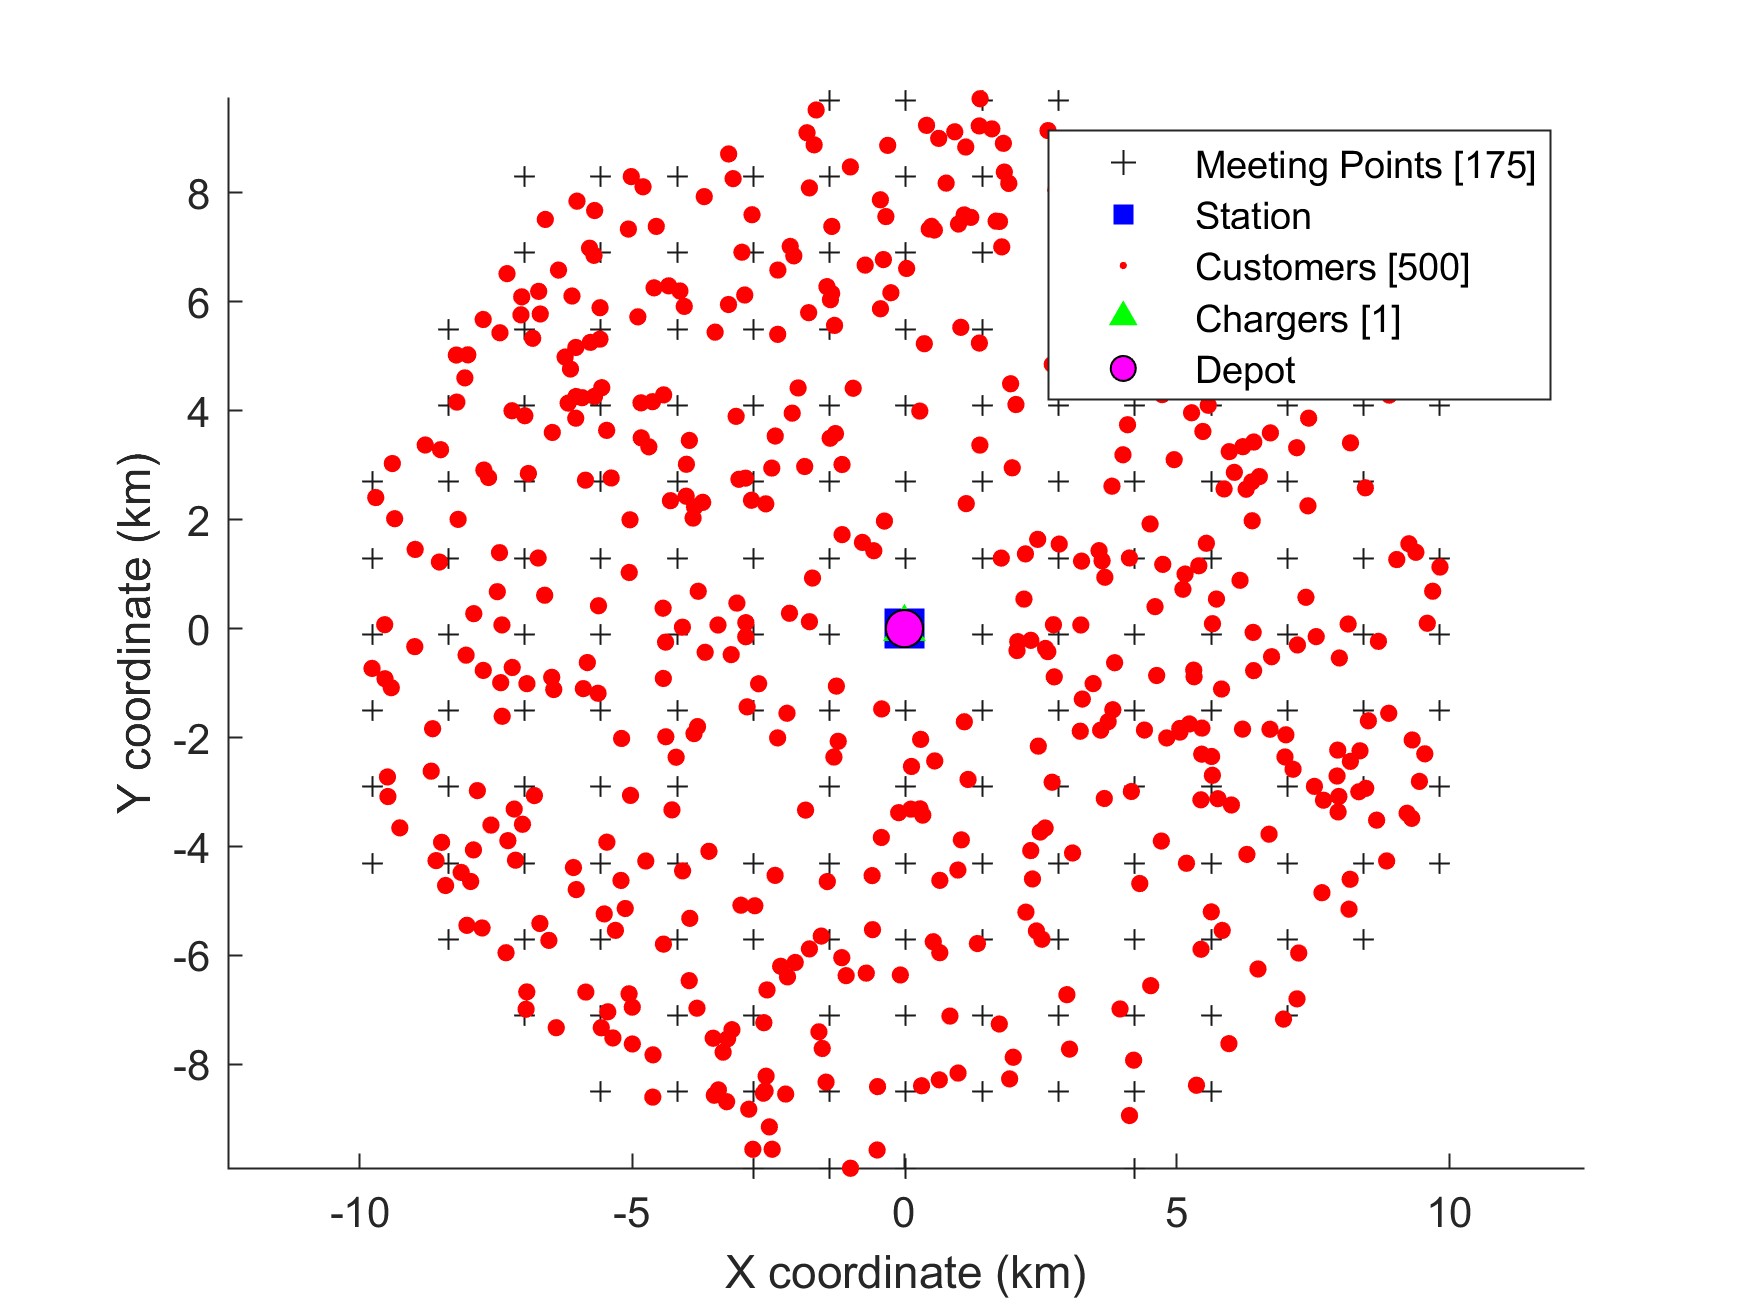 Meeting Points [175]
Station
Customers [500]
Chargers [1]
Depot
Y coordinate (km)
8
6
4
2
0
-2
-4
-6
-8
-10
-5
0
5
10
X coordinate (km)